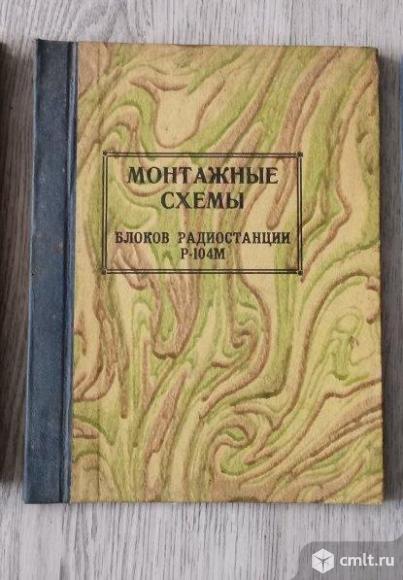 МОНТАЖНЫЕ
СХЕМЫ
БЛОКОВ РАДИОСТАНЦИИ
Р-104М
cmlt.ru